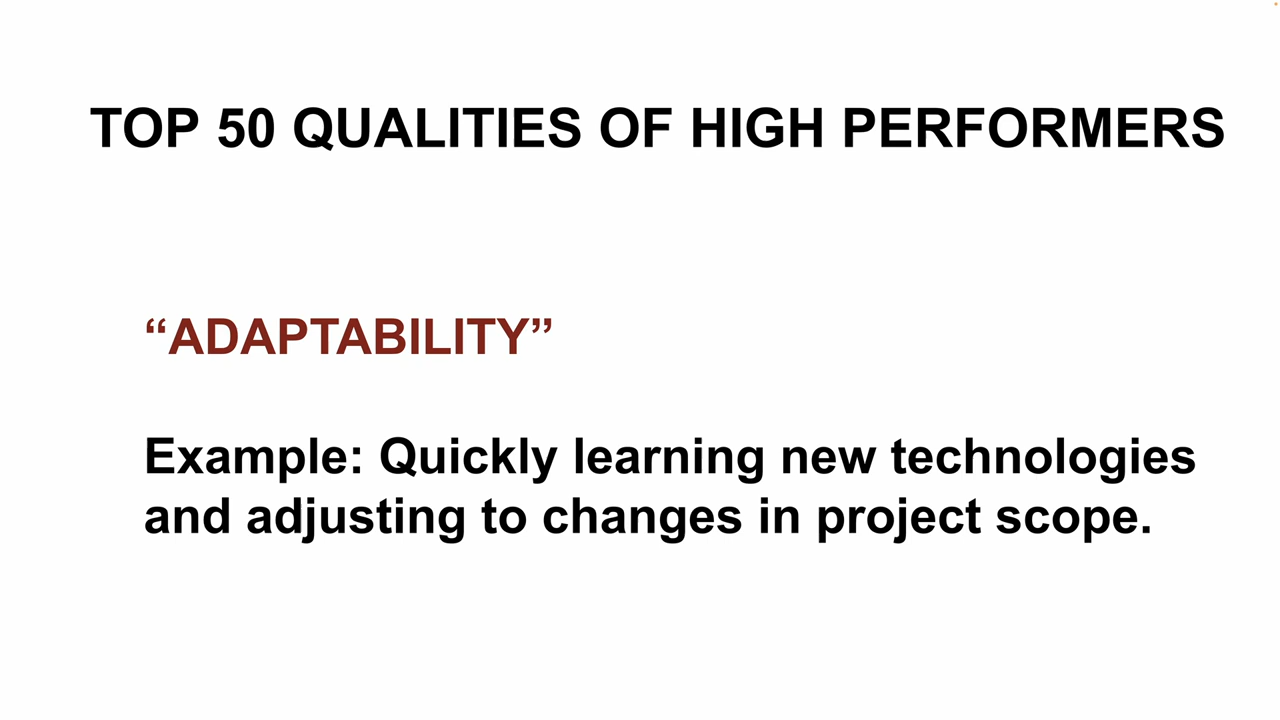 TOP 50 QUALITIES OF HIGH PERFORMERS
“ADAPTABILITY”
Example: Quickly learning new technologies
and adjusting to changes in project scope.